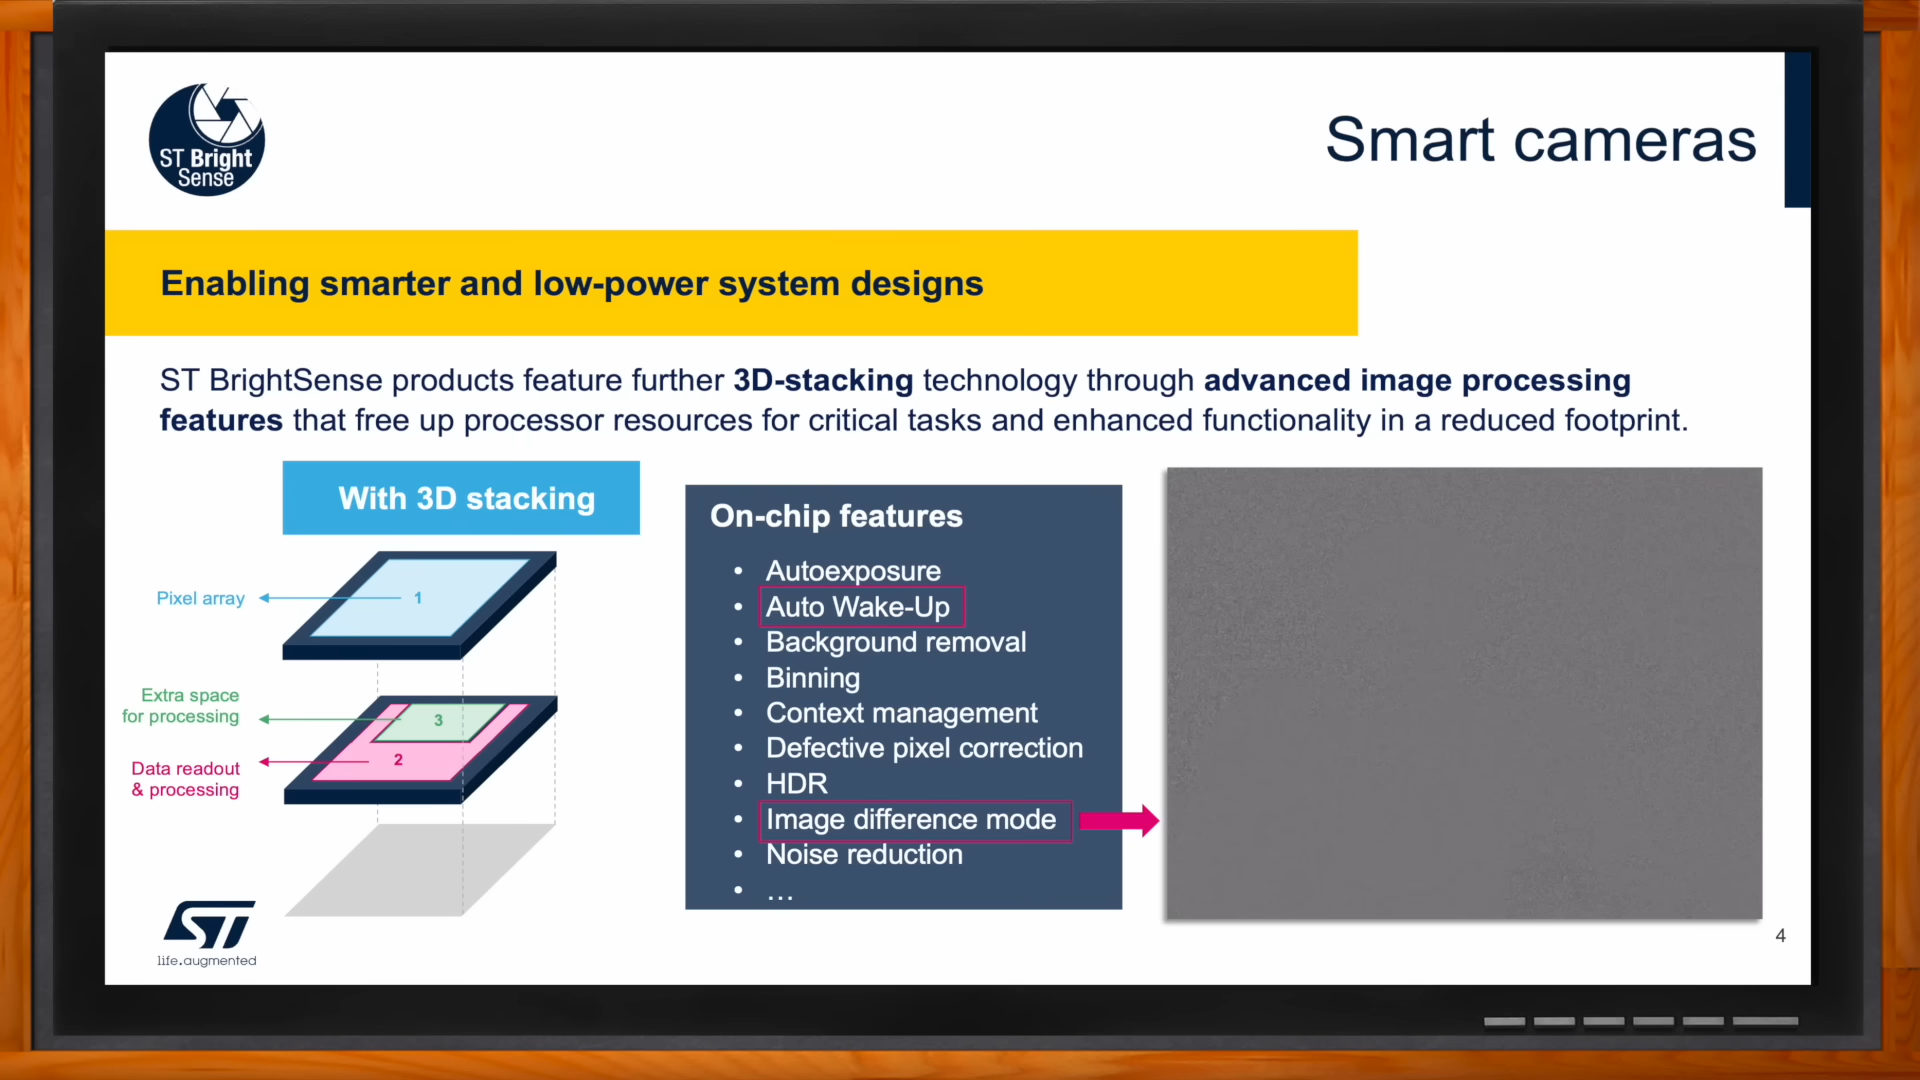 ST Bright
Sense
Smart cameras
Enabling smarter and low-power system designs
ST BrightSense products feature further 3D-stacking technology through advanced image processing
features that free up processor resources for critical tasks and enhanced functionality in a reduced footprint.
With 3D stacking
Pixel array
1
Extra space
for processing
3
Data readout
& processing
2
On-chip features
• Autoexposure
• Auto Wake-Up
• Background removal
• Binning
• Context management
• Defective pixel correction
• HDR
• Image difference mode
• Noise reduction
• …
ST
life.augmented
4